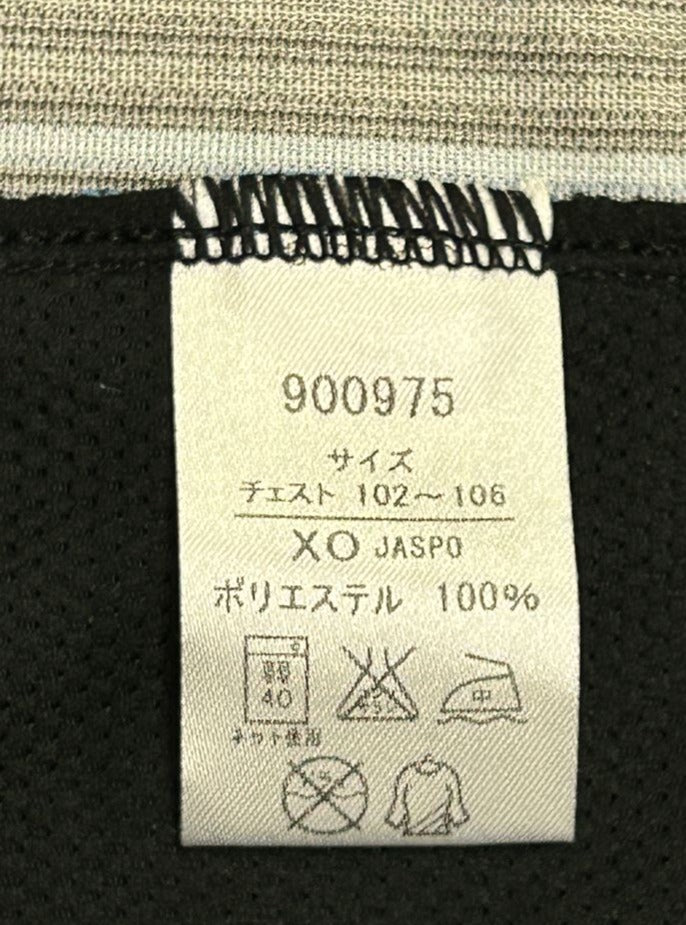 900975
サイズ
チェスト 102～106
XO JASPO
ポリエステル 100%
弱
40
中
ネット使用